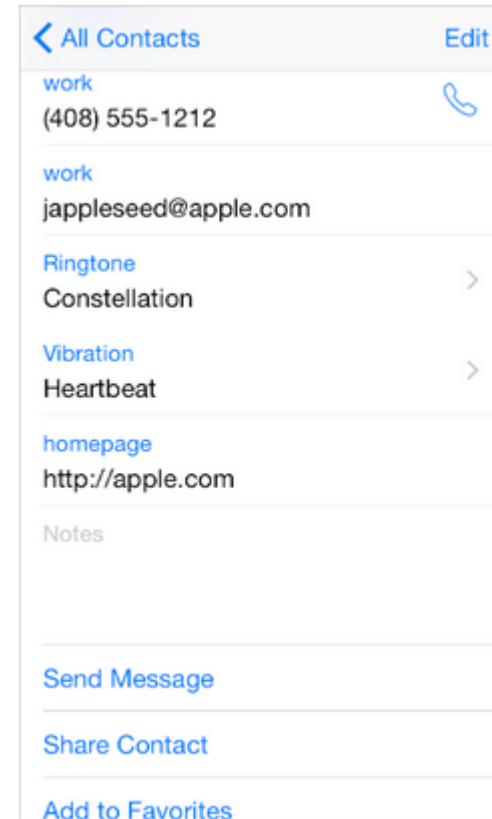 All Contacts
Edit
work
(408) 555-1212
work
jappleseed@apple.com
Ringtone
Constellation
Vibration
Heartbeat
homepage
http://apple.com
Notes
Send Message
Share Contact
Add to Favorites